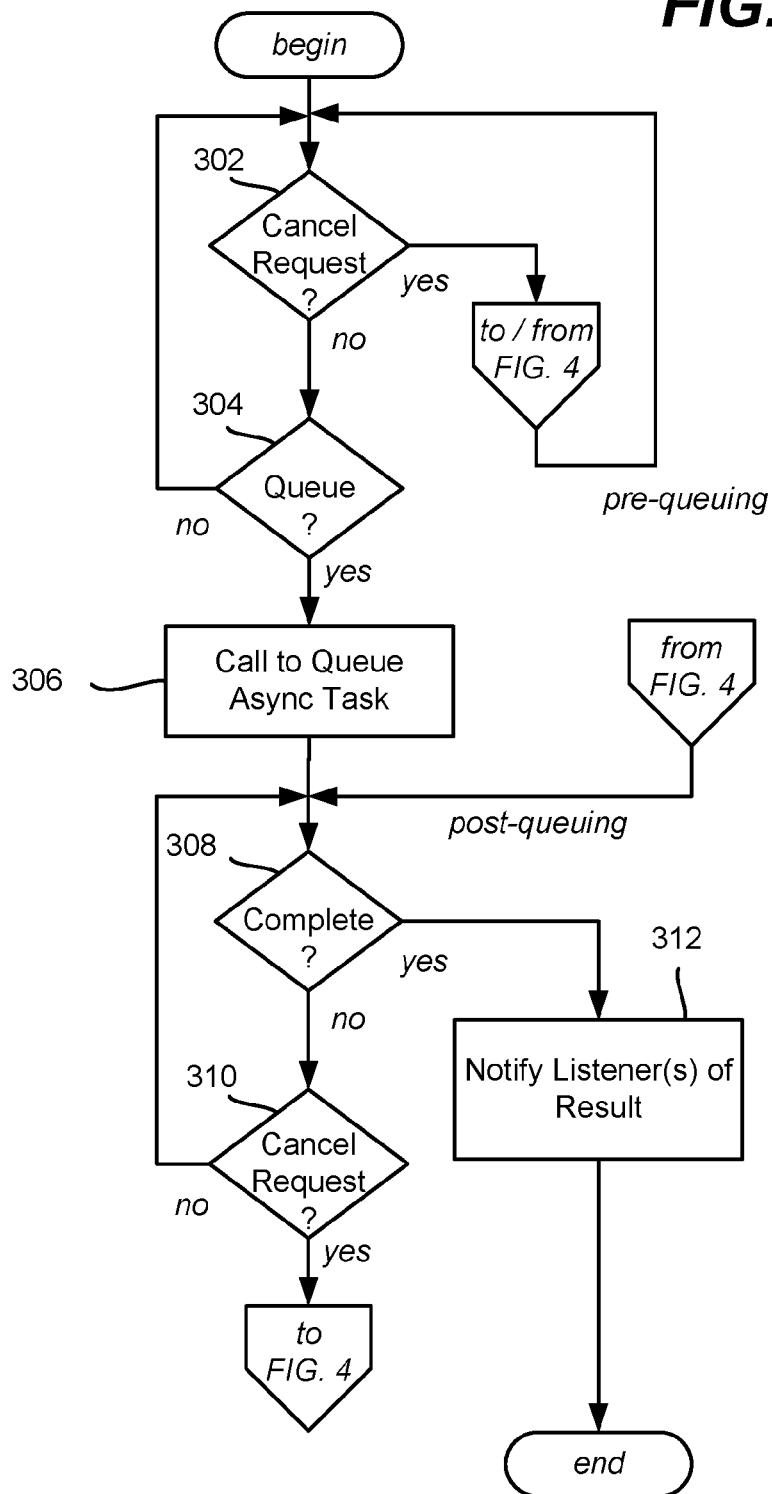 FIG.
begin
302
Cancel
Request
?
yes
no
to / from
FIG. 4
304
Queue
?
no
yes
pre-queuing
306
Call to Queue
Async Task
from
FIG. 4
post-queuing
308
Complete
?
yes
no
312
Notify Listener(s) of
Result
310
Cancel
Request
?
no
yes
to
FIG. 4
end